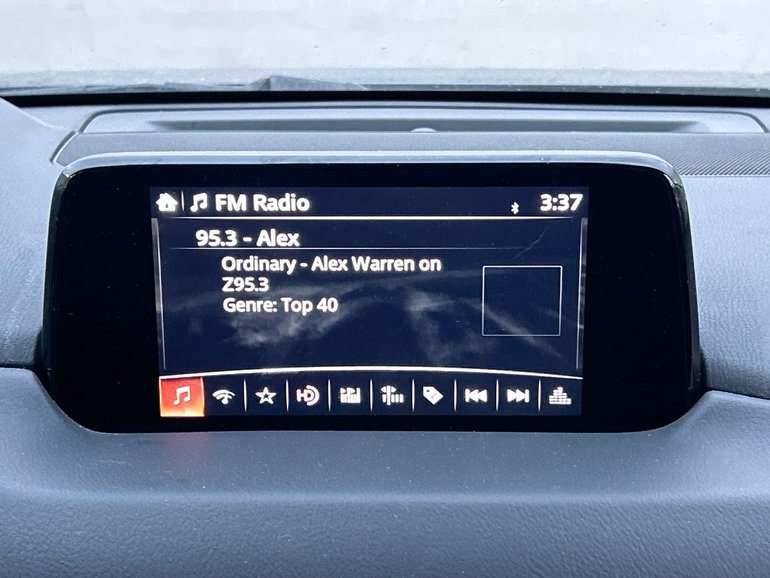 FM Radio 3:37
95.3 - Alex
Ordinary - Alex Warren on
Z95.3
Genre: Top 40